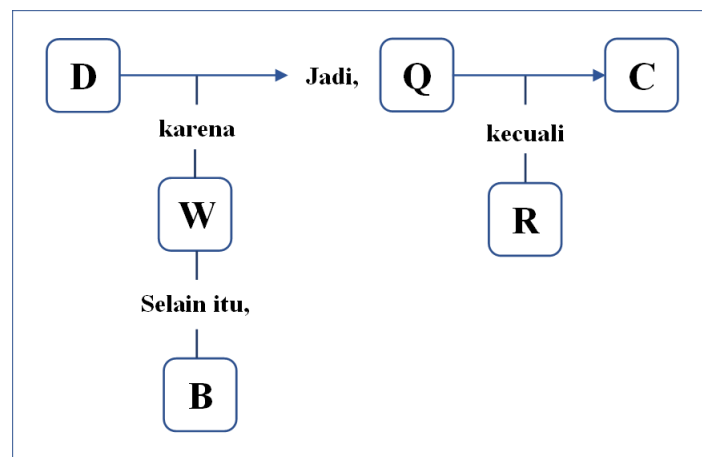 D Jadi, Q C
karena kecuali
W R
Selain itu,
B